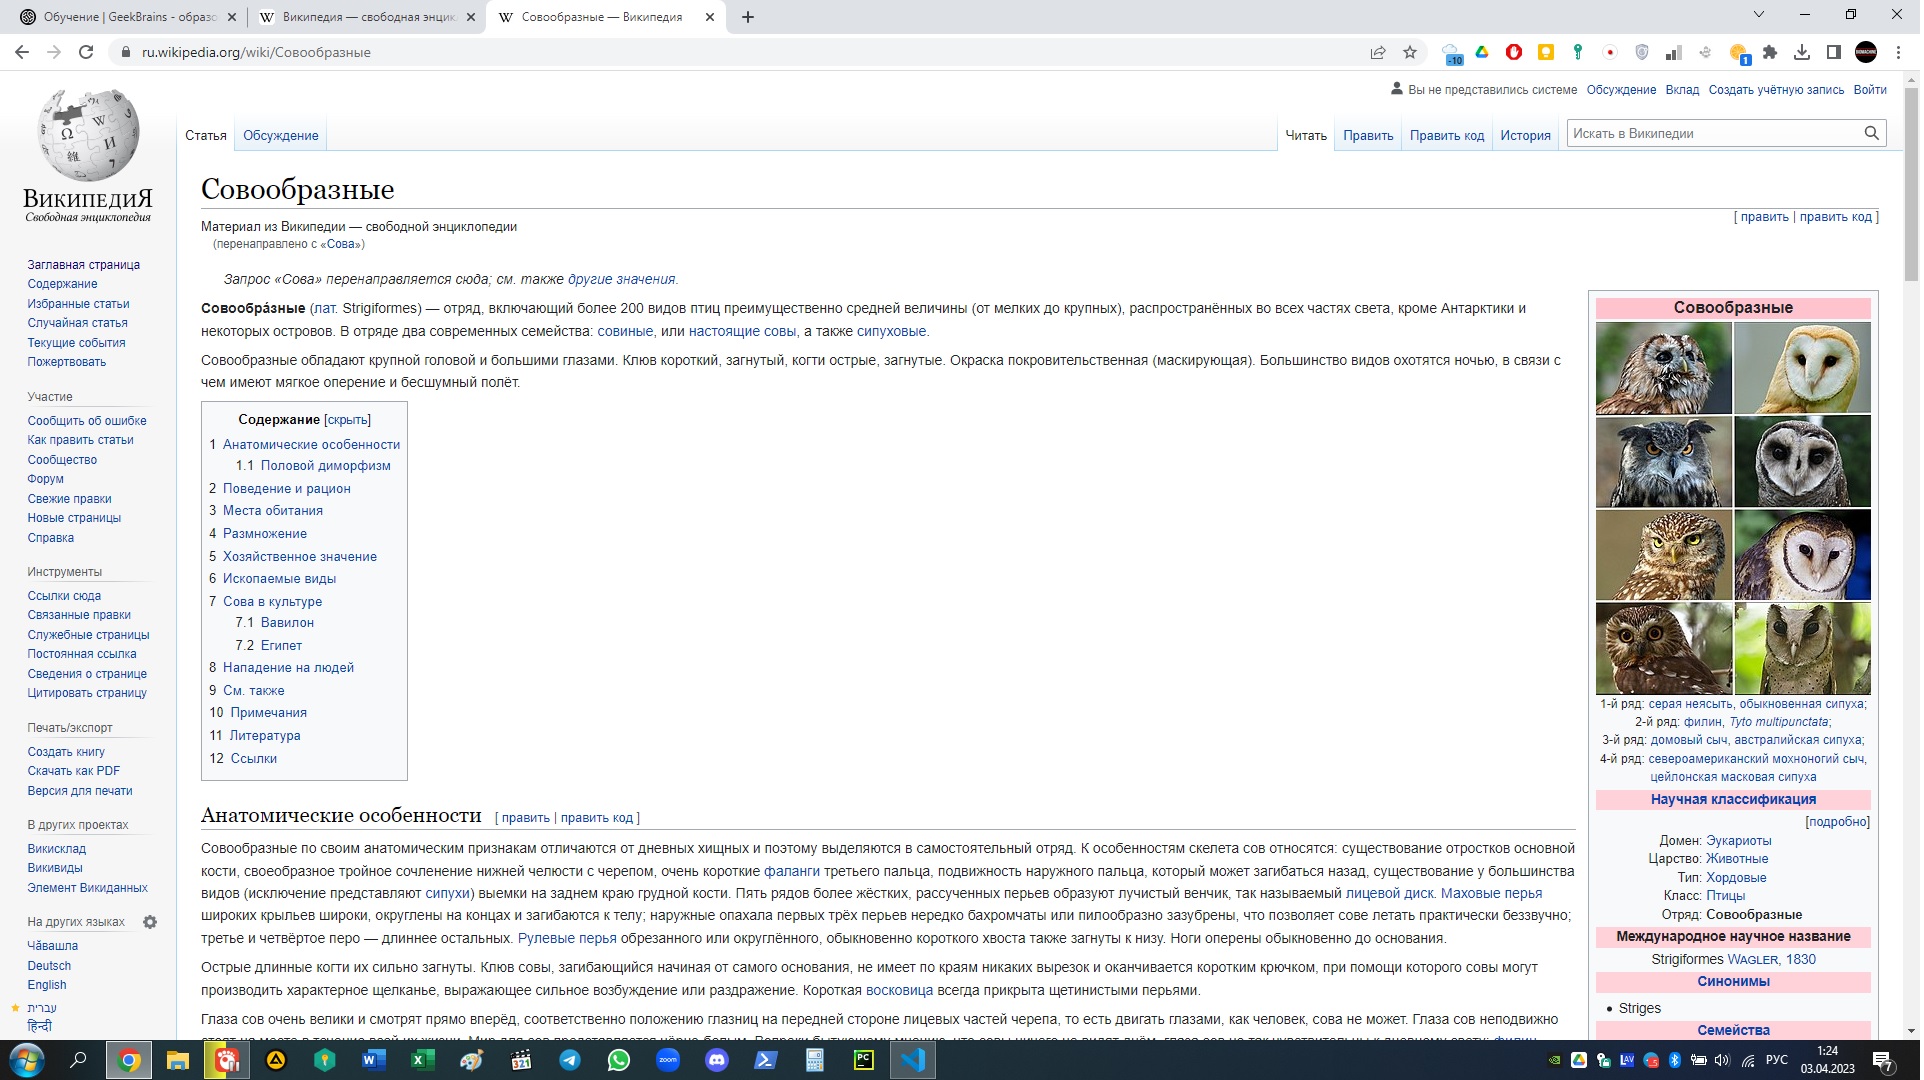 Обучение | GeekBrains - образо
Википедия — свободная энцик
Совообразные — Википедия
ru.wikipedia.org/wiki/Совообразные
-10
1
Вы не представились системе Обсуждение Вклад Создать учётную запись Войти
Статья Обсуждение
Читать Править Править код История Искать в Википедии
ВикипедиЯ
Свободная энциклопедия
Заглавная страница
Содержание
Избранные статьи
Случайная статья
Текущие события
Пожертвовать
Участие
Сообщить об ошибке
Как править статьи
Сообщество
Форум
Свежие правки
Новые страницы
Справка
Инструменты
Ссылки сюда
Связанные правки
Служебные страницы
Постоянная ссылка
Сведения о странице
Цитировать страницу
Печать/экспорт
Создать книгу
Скачать как PDF
Версия для печати
В других проектах
Викисклад
Викивиды
Элемент Викиданных
На других языках
Чӑвашла
Deutsch
English
עברית
हिन्दी
Совообразные
[ править | править код ]
Материал из Википедии — свободной энциклопедии
(перенаправлено с «Сова»)
Запрос «Сова» перенаправляется сюда; см. также другие значения.
Совообра́зные (лат. Strigiformes) — отряд, включающий более 200 видов птиц преимущественно средней величины (от мелких до крупных), распространённых во всех частях света, кроме Антарктики и
некоторых островов. В отряде два современных семейства: совиные, или настоящие совы, а также сипуховые.
Совообразные обладают крупной головой и большими глазами. Клюв короткий, загнутый, когти острые, загнутые. Окраска покровительственная (маскирующая). Большинство видов охотятся ночью, в связи с
чем имеют мягкое оперение и бесшумный полёт.
Содержание [скрыть]
1 Анатомические особенности
1.1 Половой диморфизм
2 Поведение и рацион
3 Места обитания
4 Размножение
5 Хозяйственное значение
6 Ископаемые виды
7 Сова в культуре
7.1 Вавилон
7.2 Египет
8 Нападение на людей
9 См. также
10 Примечания
11 Литература
12 Ссылки
Анатомические особенности [ править | править код ]
Совообразные по своим анатомическим признакам отличаются от дневных хищных и поэтому выделяются в самостоятельный отряд. К особенностям скелета сов относятся: существование отростков основной
кости, своеобразное тройное сочленение нижней челюсти с черепом, очень короткие фаланги третьего пальца, подвижность наружного пальца, который может загибаться назад, существование у большинства
видов (исключение представляют сипухи) выемки на заднем краю грудной кости. Пять рядов более жёстких, рассученных перьев образуют лучистый венчик, так называемый лицевой диск. Маховые перья
широких крыльев широки, округлены на концах и загибаются к телу; наружные опахала первых трёх перьев нередко бахромчаты или пилообразно зазубрены, что позволяет сове летать практически беззвучно;
третье и четвёртое перо — длиннее остальных. Рулевые перья обрезанного или округлённого, обыкновенно короткого хвоста также загнуты к низу. Ноги оперены обыкновенно до основания.
Острые длинные когти их сильно загнуты. Клюв совы, загибающийся начиная от самого основания, не имеет по краям никаких вырезок и оканчивается коротким крючком, при помощи которого совы могут
производить характерное щелканье, выражающее сильное возбуждение или раздражение. Короткая восковица всегда прикрыта щетинистыми перьями.
Глаза сов очень велики и смотрят прямо вперёд, соответственно положению глазниц на передней стороне лицевых частей черепа, то есть двигать глазами, как человек, сова не может. Глаза сов неподвижно
Совообразные
1-й ряд: серая неясыть, обыкновенная сипуха;
2-й ряд: филин, Tyto multipunctata;
3-й ряд: домовый сыч, австралийская сипуха;
4-й ряд: североамериканский мохноногий сыч,
цейлонская масковая сипуха
Научная классификация
[подробно]
Домен: Эукариоты
Царство: Животные
Тип: Хордовые
Класс: Птицы
Отряд: Совообразные
Международное научное название
Strigiformes WAGLER, 1830
Синонимы
• Striges
Семейства
321
zoom
PC
LAV
РУС
1:24
03.04.2023
7